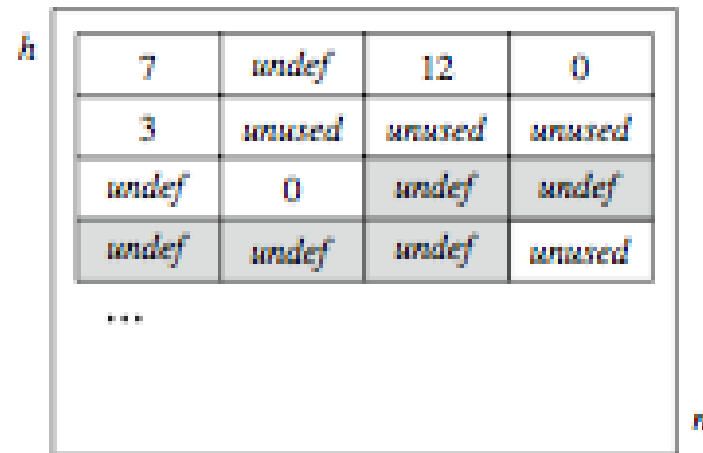 h
7 undef 12 0
3 unused unused unused
undef 0 undef undef
undef undef undef unused
...